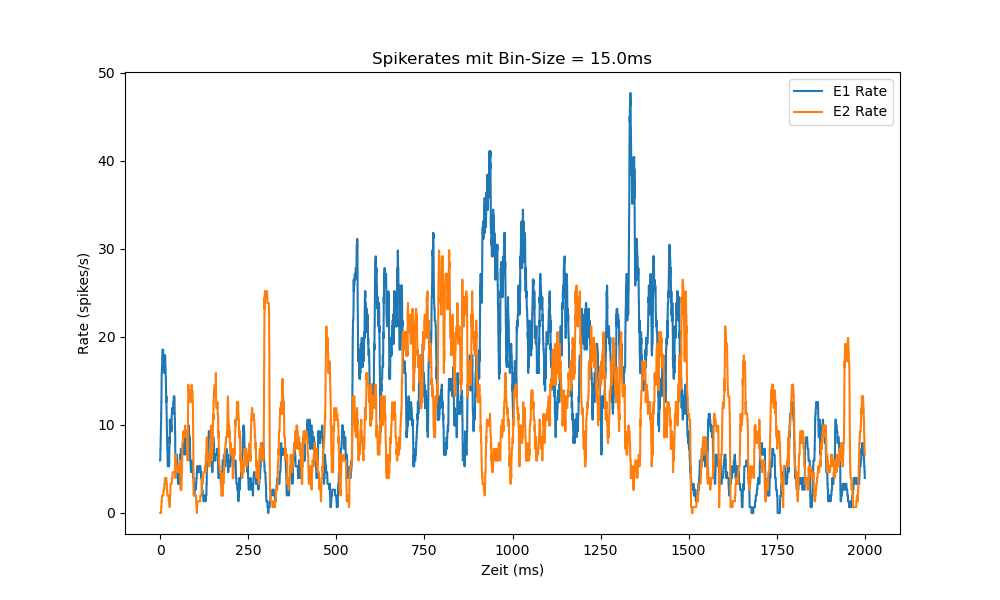 Spikerates mit Bin-Size = 15.0ms
E1 Rate
E2 Rate
50
40
30
20
10
0
Rate (spikes/s)
0 250 500 750 1000 1250 1500 1750 2000
Zeit (ms)